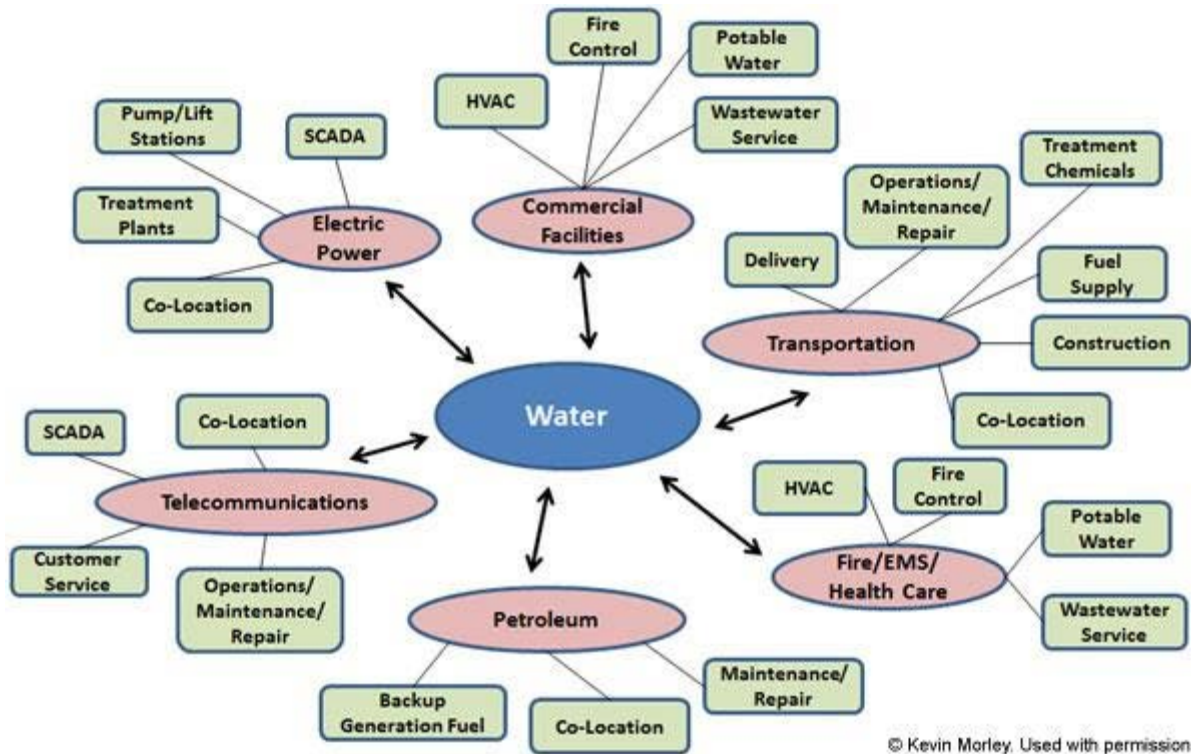 Fire
Control
Potable
Water
HVAC
Wastewater
Service
Pump/Lift
Stations
SCADA
Treatment
Plants
Electric
Power
Co-Location
Commercial
Facilities
Treatment
Chemicals
Operations/
Maintenance/
Repair
Delivery
Fuel
Supply
Transportation
Construction
Co-Location
Water
SCADA
Co-Location
Telecommunications
Customer
Service
Operations/
Maintenance/
Repair
HVAC
Fire
Control
Potable
Water
Fire/EMS/
Health Care
Wastewater
Service
Petroleum
Backup
Generation Fuel
Co-Location
Maintenance/
Repair
© Kevin Morley. Used with permission